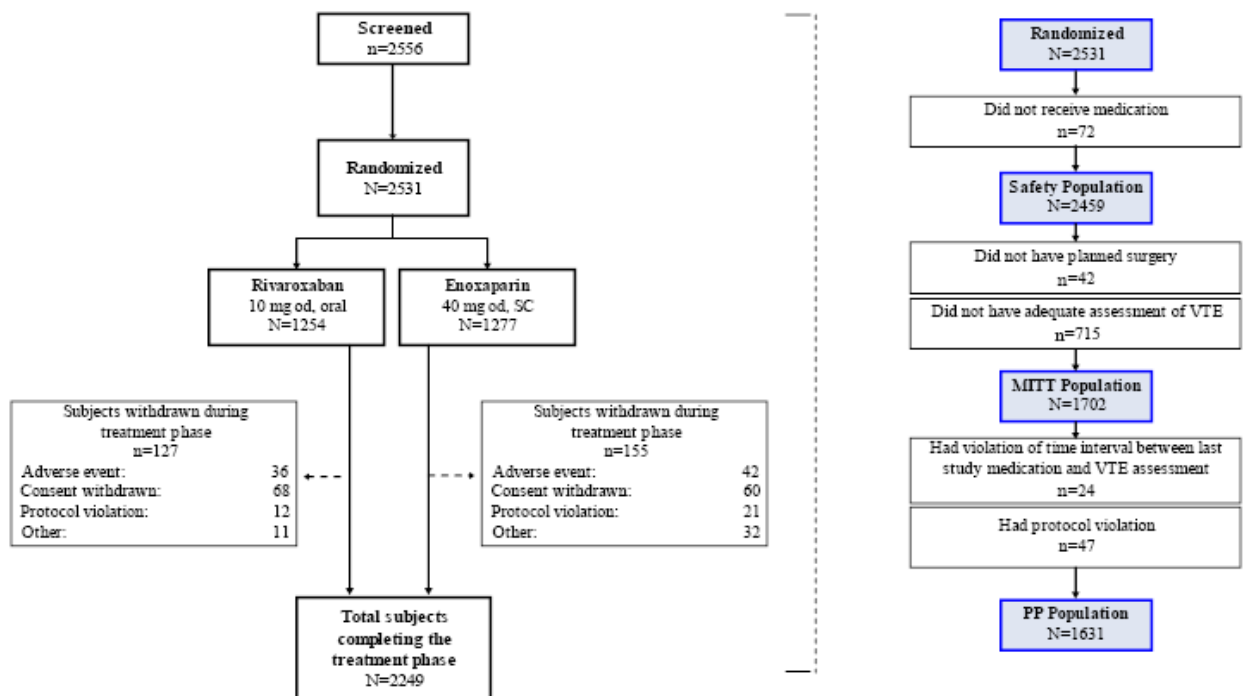 Screened
n=2556
Randomized
N=2531
Rivaroxaban
10 mg od, oral
N=1254
Enoxaparin
40 mg od, SC
N=1277
Subjects withdrawn during
treatment phase
n=127
Adverse event: 36
Consent withdrawn: 68
Protocol violation: 12
Other: 11
Subjects withdrawn during
treatment phase
n=155
Adverse event: 42
Consent withdrawn: 60
Protocol violation: 21
Other: 32
Total subjects
completing the
treatment phase
N=2249
Randomized
N=2531
Did not receive medication
n=72
Safety Population
N=2459
Did not have planned surgery
n=42
Did not have adequate assessment of VTE
n=715
MITT Population
N=1702
Had violation of time interval between last
study medication and VTE assessment
n=24
Had protocol violation
n=47
PP Population
N=1631